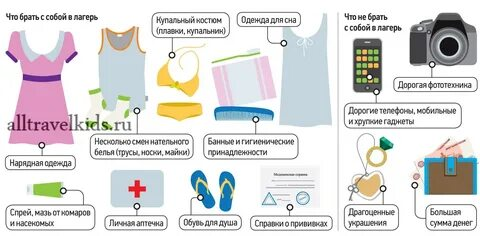 Что брать с собой в лагерь
Купальный костюм
(плавки, купальник)
Одежда для сна
Что не брать
с собой в лагерь
Дорогая фототехника
alltravelkids.ru
Нарядная одежда
Несколько смен нательного
белья (трусы, носки, майки)
Банные и гигиенические
принадлежности
Дорогие телефоны, мобильные
и хрупкие гаджеты
Спрей, мазь от комаров
и насекомых
Личная аптечка
Обувь для душа
Медицинская справка
Справки о прививках
Драгоценные
украшения
Большая
сумма денег